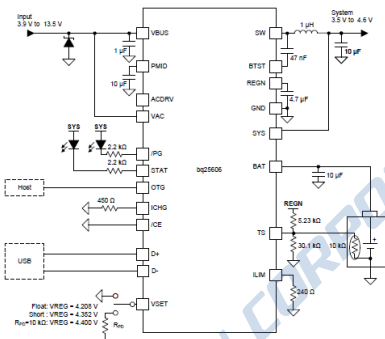 Input
3.9 V to 13.5 V
System
3.5 V to 4.6 V
VBUS
SW
1 µH
1 µF
10 µF
PMID
47 nF
BTST
10 µF
REGN
ACDRV
4.7 µF
VAC
GND
SYS
SYS
SYS
2.2 kΩ
/PG
2.2 kΩ
STAT
bq25606
BAT
Host
OTG
10 µF
450 Ω
ICHG
REGN
/CE
5.23 kΩ
TS
30.1 kΩ
10 kΩ
USB
D+
D-
ILIM
240 Ω
VSET
Float: VREG = 4.208 V
Short : VREG = 4.352 V
RPD=10 kΩ: VREG = 4.400 V
RPD
CORPO